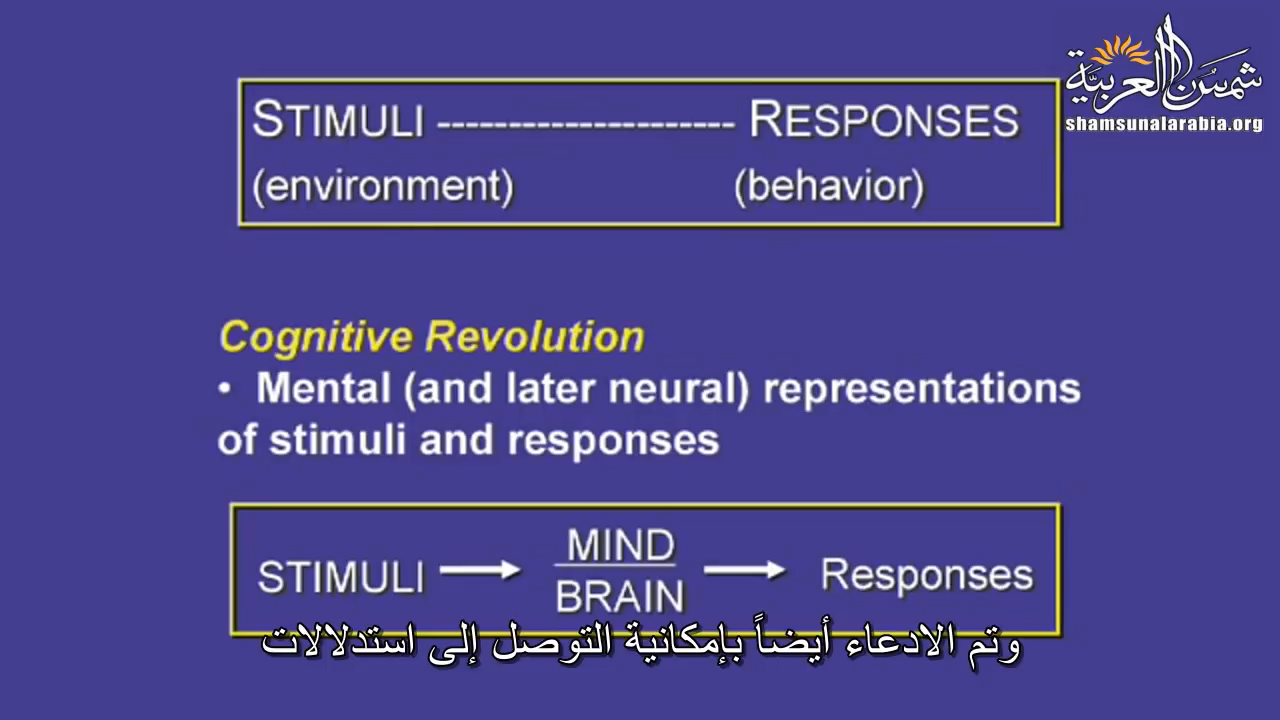 شمس العربية
shamsunalarabia.org
STIMULI --------------------- RESPONSES
(environment) (behavior)
Cognitive Revolution
• Mental (and later neural) representations
of stimuli and responses
MIND
STIMULI → → Responses
BRAIN
وتم الادعاء أيضاً بإمكانية التوصل إلى استدلالات